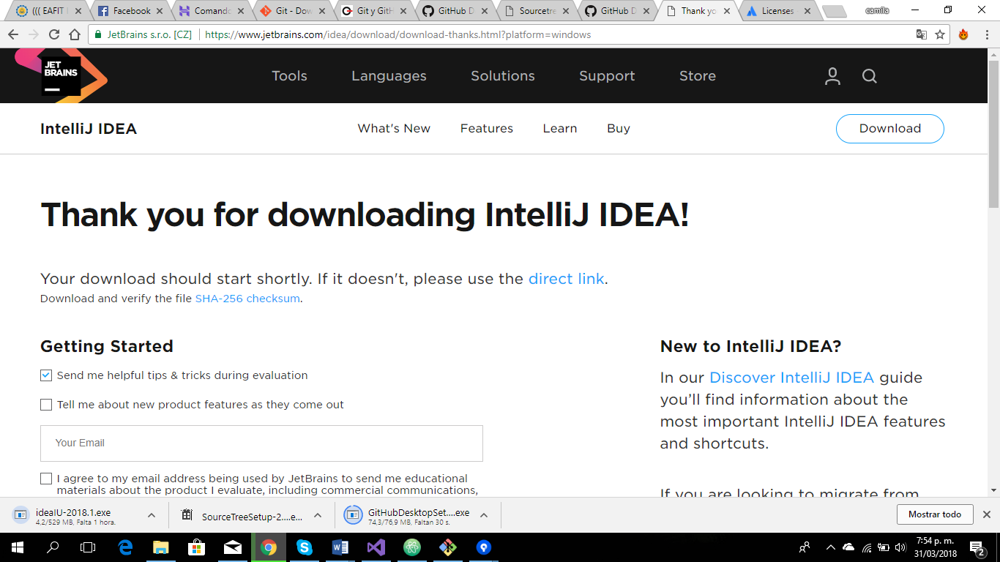 ((( EAFIT
Facebook
Comando
Git - Dow
Git y GitH
GitHub D
Sourcetre
GitHub D
Thank yo
Licenses
camila
JetBrains s.r.o. [CZ]
https://www.jetbrains.com/idea/download/download-thanks.html?platform=windows
JET
BRAINS
Tools
Languages
Solutions
Support
Store
IntelliJ IDEA
What's New
Features
Learn
Buy
Download
Thank you for downloading IntelliJ IDEA!
Your download should start shortly. If it doesn't, please use the direct link.
Download and verify the file SHA-256 checksum.
Getting Started
Send me helpful tips & tricks during evaluation
Tell me about new product features as they come out
Your Email
I agree to my email address being used by JetBrains to send me educational
materials about the product I evaluate, including commercial communications,
New to IntelliJ IDEA?
In our Discover IntelliJ IDEA guide
you’ll find information about the
most important IntelliJ IDEA features
and shortcuts.
If you are looking to migrate from
ideaIU-2018.1.exe
4,2/529 MB, Falta 1 hora.
SourceTreeSetup-2....e...
GitHubDesktopSet....exe
74,3/76,9 MB, Faltan 30 s.
Mostrar todo
7:54 p. m.
31/03/2018
2